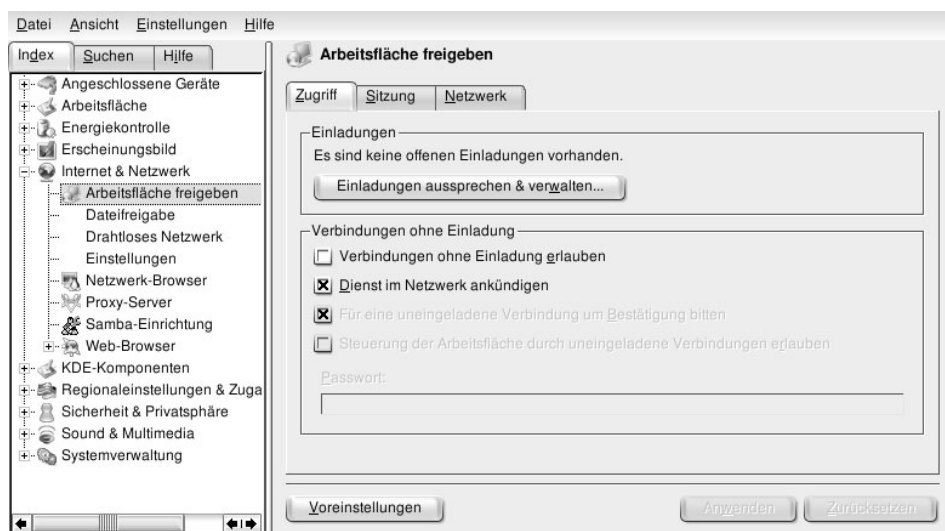 Datei Ansicht Einstellungen Hilfe
Index Suchen Hilfe
Angeschlossene Geräte
Arbeitsfläche
Energiekontrolle
Erscheinungsbild
Internet & Netzwerk
Arbeitsfläche freigeben
Dateifreigabe
Drahtloses Netzwerk
Einstellungen
Netzwerk-Browser
Proxy-Server
Samba-Einrichtung
Web-Browser
KDE-Komponenten
Regionaleinstellungen & Zuga
Sicherheit & Privatsphäre
Sound & Multimedia
Systemverwaltung
Arbeitsfläche freigeben
Zugriff Sitzung Netzwerk
Einladungen
Es sind keine offenen Einladungen vorhanden.
Einladungen aussprechen & verwalten...
Verbindungen ohne Einladung
Verbindungen ohne Einladung erlauben
Dienst im Netzwerk ankündigen
Für eine uneingeladene Verbindung um Bestätigung bitten
Steuerung der Arbeitsfläche durch uneingeladene Verbindungen erlauben
Passwort:
Voreinstellungen Anwenden Zurücksetzen